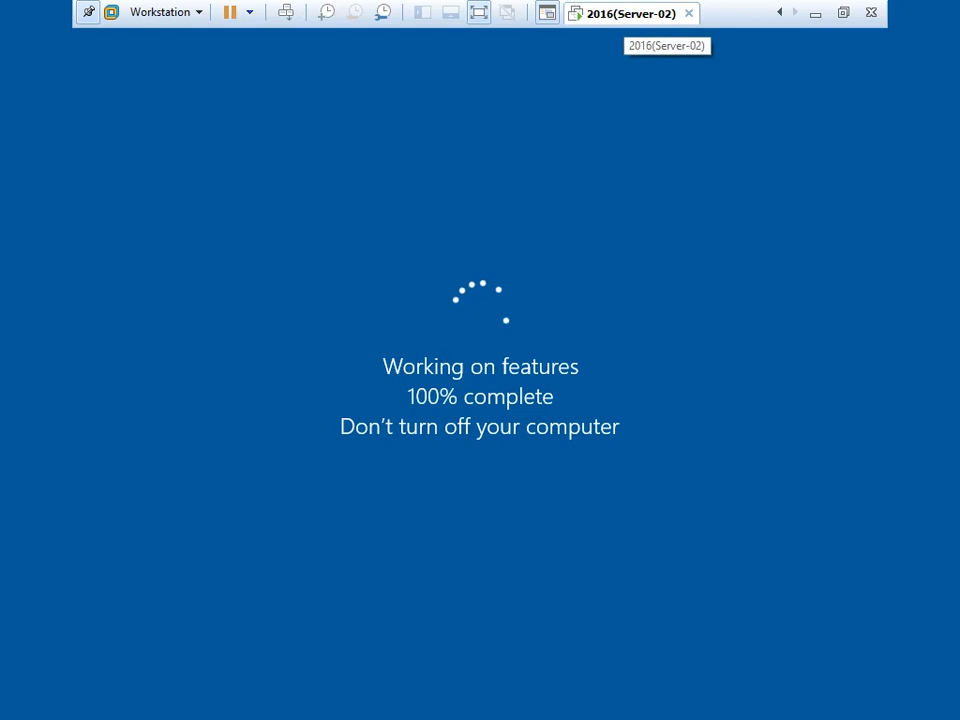 Workstation
2016(Server-02)
2016(Server-02)
Working on features
100% complete
Don't turn off your computer